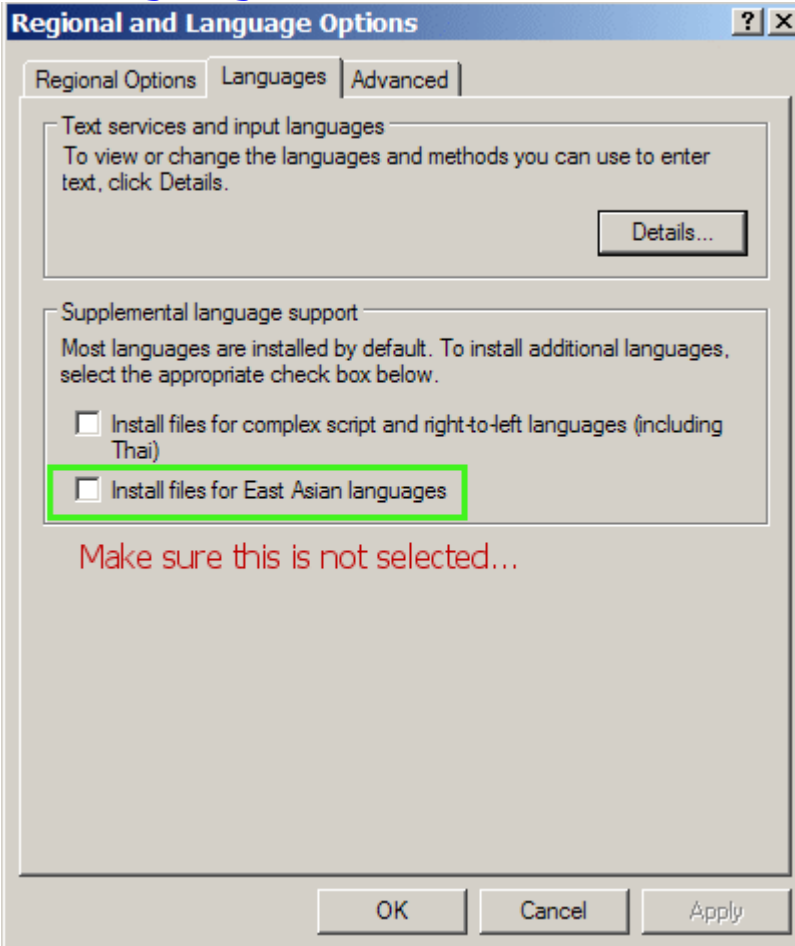 Regional and Language Options
Regional Options
Languages
Advanced
Text services and input languages
To view or change the languages and methods you can use to enter
text, click Details.
Details...
Supplemental language support
Most languages are installed by default. To install additional languages,
select the appropriate check box below.
Install files for complex script and right-to-left languages (including
Thai)
Install files for East Asian languages
Make sure this is not selected...
OK
Cancel
Apply